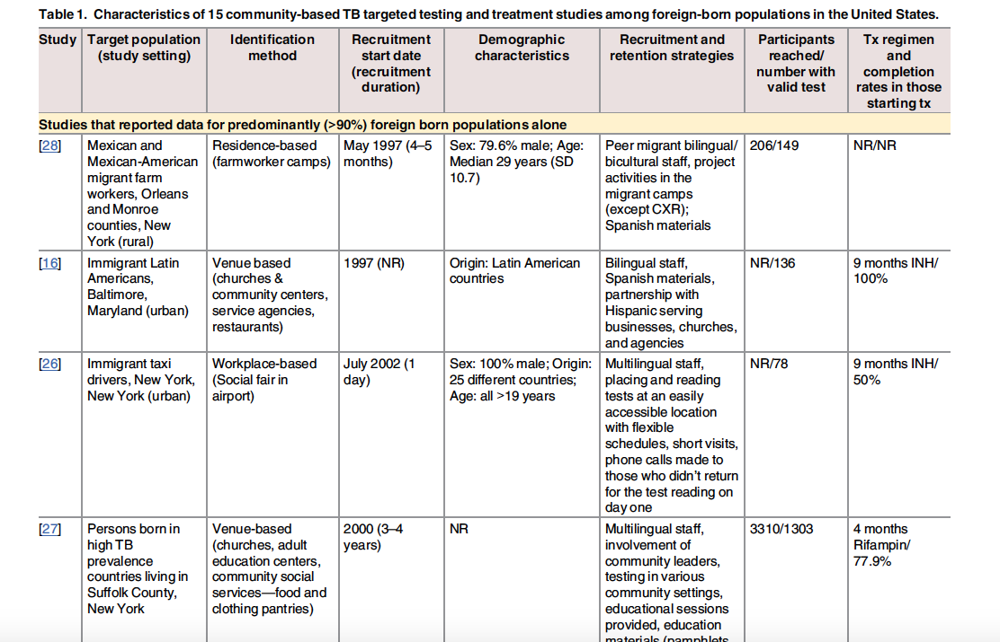 Table 1. Characteristics of 15 community-based TB targeted testing and treatment studies among foreign-born populations in the United States.
Study
Target population
(study setting)
Identification
method
Recruitment
start date
(recruitment
duration)
Demographic
characteristics
Recruitment and
retention strategies
Participants
reached/
number with
valid test
Tx regimen
and
completion
rates in those
starting tx
Studies that reported data for predominantly (>90%) foreign born populations alone
[28]
Mexican and
Mexican-American
migrant farm
workers, Orleans
and Monroe
counties, New
York (rural)
Residence-based
(farmworker camps)
May 1997 (4–5
months)
Sex: 79.6% male; Age:
Median 29 years (SD
10.7)
Peer migrant bilingual/
bicultural staff, project
activities in the
migrant camps
(except CXR);
Spanish materials
206/149
NR/NR
[16]
Immigrant Latin
Americans,
Baltimore,
Maryland (urban)
Venue based
(churches &
community centers,
service agencies,
restaurants)
1997 (NR)
Origin: Latin American
countries
Bilingual staff,
Spanish materials,
partnership with
Hispanic serving
businesses, churches,
and agencies
NR/136
9 months INH/
100%
[26]
Immigrant taxi
drivers, New York,
New York (urban)
Workplace-based
(Social fair in
airport)
July 2002 (1
day)
Sex: 100% male; Origin:
25 different countries;
Age: all >19 years
Multilingual staff,
placing and reading
tests at an easily
accessible location
with flexible
schedules, short visits,
phone calls made to
those who didn't return
for the test reading on
day one
NR/78
9 months INH/
50%
[27]
Persons born in
high TB
prevalence
countries living in
Suffolk County,
New York
Venue-based
(churches, adult
education centers,
community social
services—food and
clothing pantries)
2000 (3–4
years)
NR
Multilingual staff,
involvement of
community leaders,
testing in various
community settings,
educational sessions
provided, education
materials (pamphlets
3310/1303
4 months
Rifampin/
77.9%